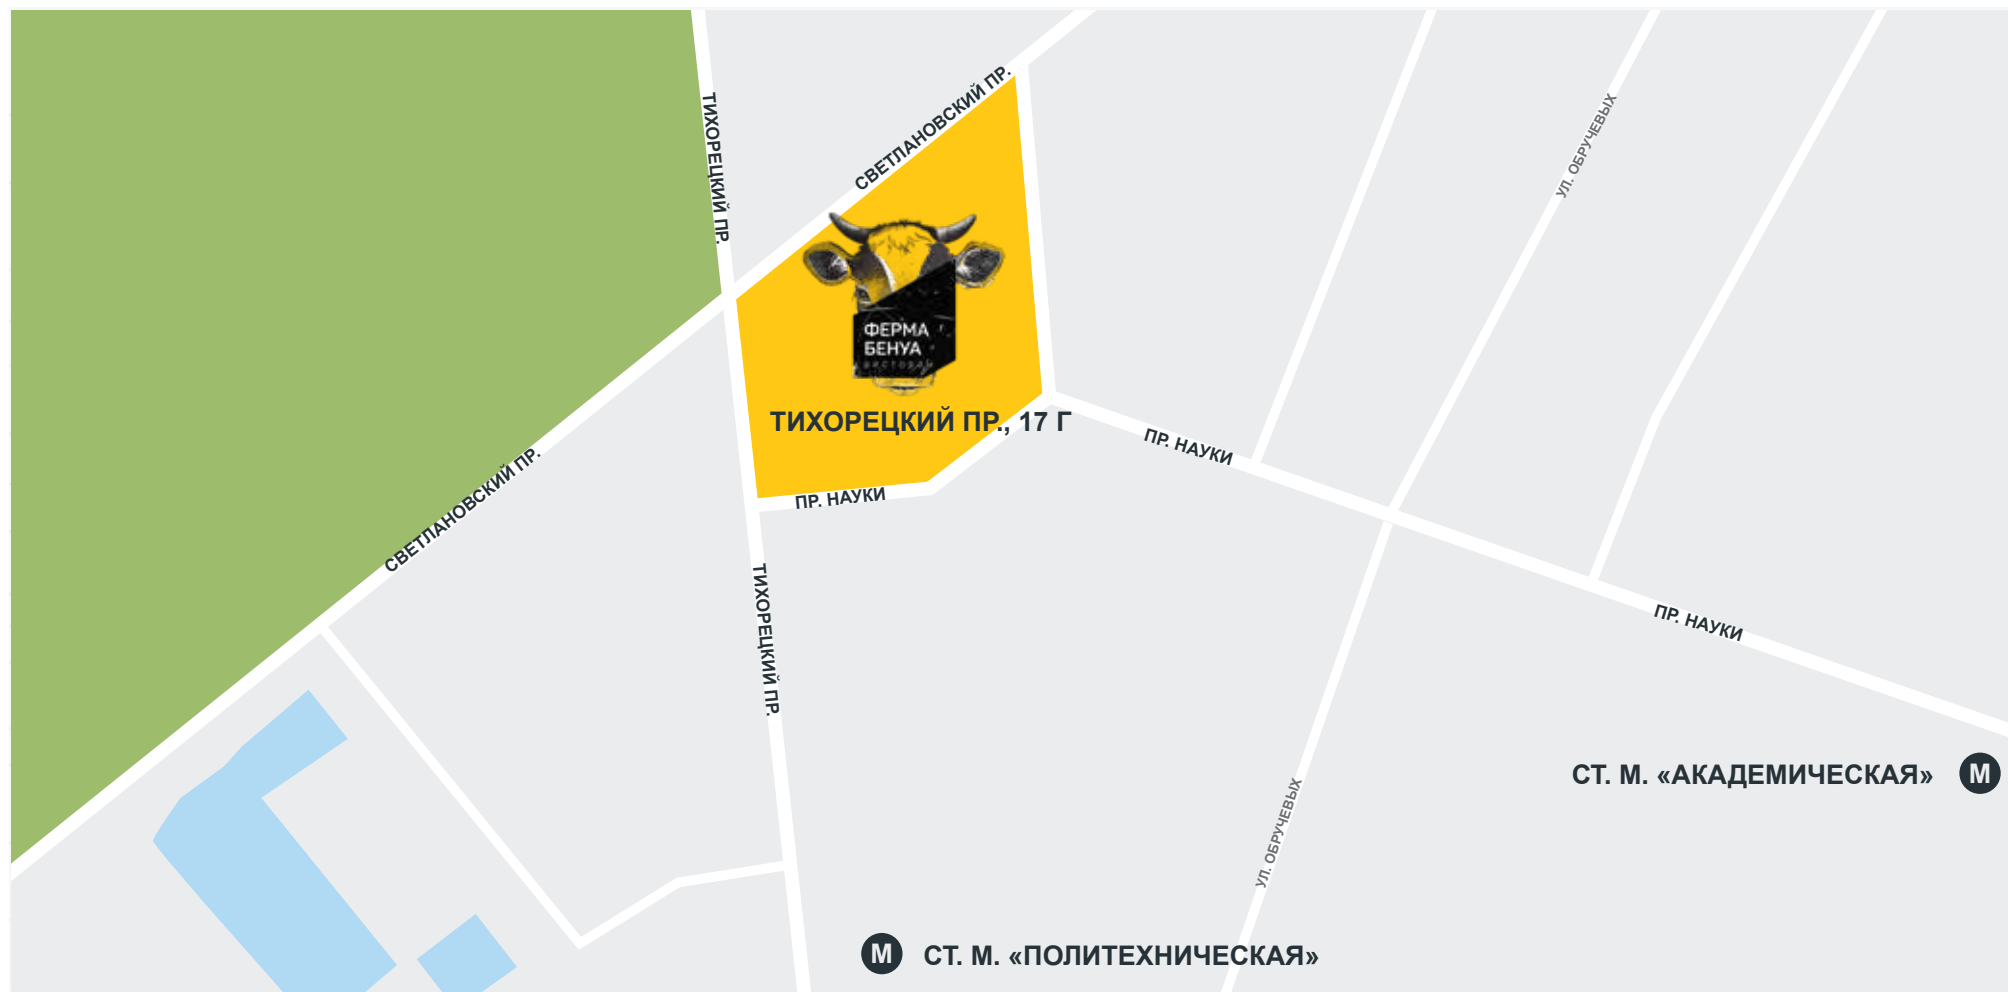 ТИХОРЕЦКИЙ ПР.
СВЕТЛАНОВСКИЙ ПР.
УЛ. ОБРУЧЕВЫХ
ФЕРМА
БЕНУА
ТИХОРЕЦКИЙ ПР., 17 Г
ПР. НАУКИ
ПР. НАУКИ
СВЕТЛАНОВСКИЙ ПР.
ТИХОРЕЦКИЙ ПР.
ПР. НАУКИ
СТ. М. «АКАДЕМИЧЕСКАЯ» М
УЛ. ОБРУЧЕВЫХ
М СТ. М. «ПОЛИТЕХНИЧЕСКАЯ»